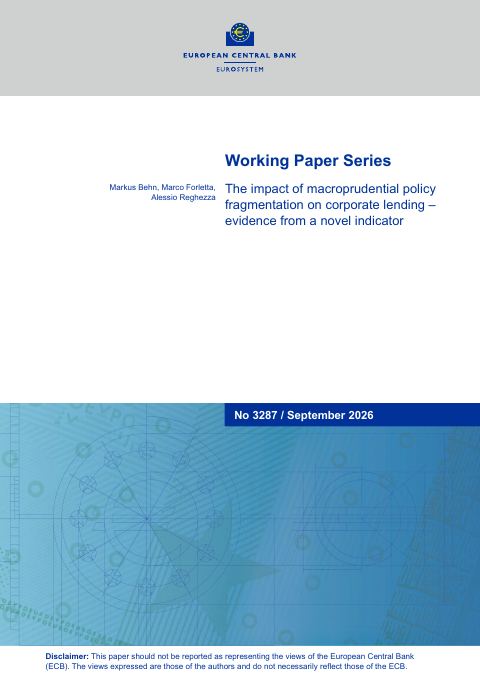 EUROPEAN CENTRAL BANK
EUROSYSTEM
Working Paper Series
Markus Behn, Marco Forletta,
Alessio Reghezza
The impact of macroprudential policy
fragmentation on corporate lending –
evidence from a novel indicator
No 3287 / September 2026
Disclaimer: This paper should not be reported as representing the views of the European Central Bank
(ECB). The views expressed are those of the authors and do not necessarily reflect those of the ECB.